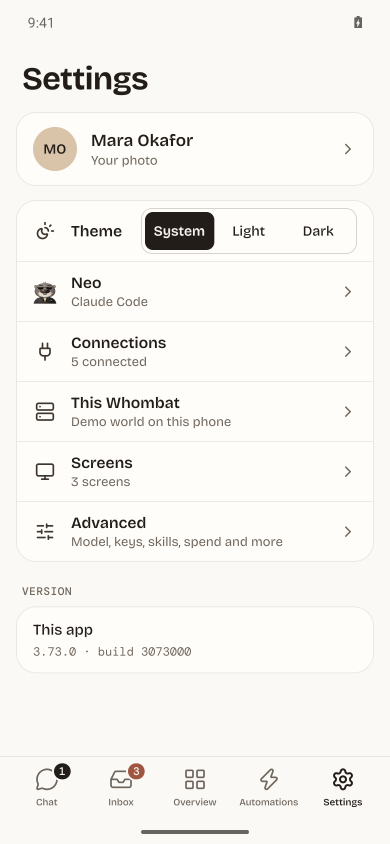 9:41
Settings
MO
Mara Okafor
Your photo
Theme
System
Light
Dark
Neo
Claude Code
Connections
5 connected
This Whombat
Demo world on this phone
Screens
3 screens
Advanced
Model, keys, skills, spend and more
VERSION
This app
3.73.0 · build 3073000
1
3
Chat
Inbox
Overview
Automations
Settings